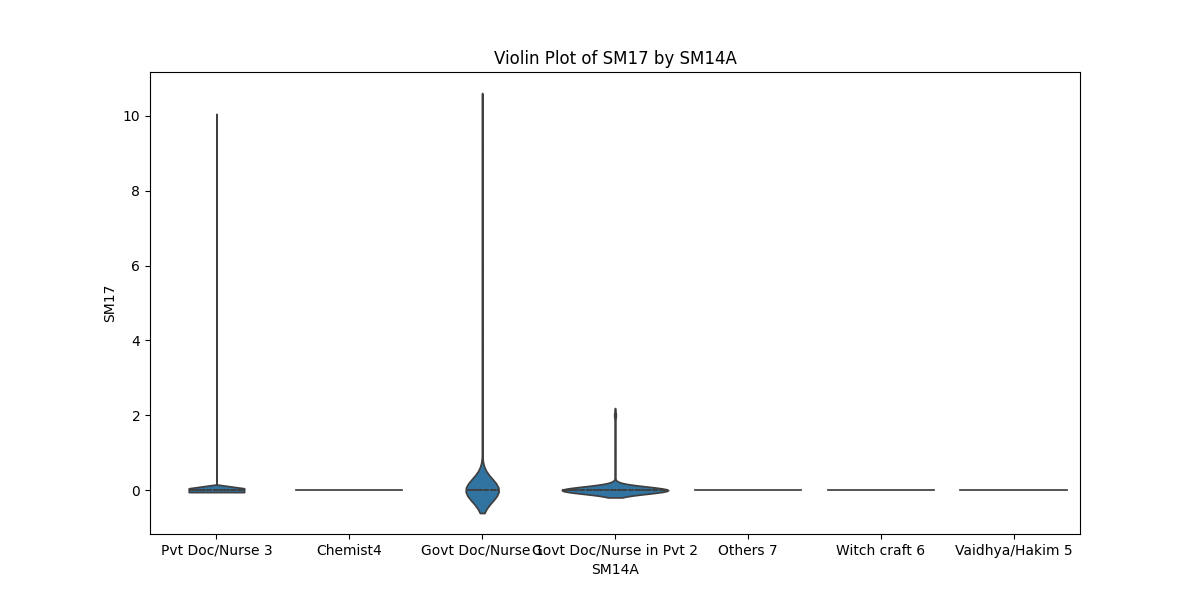 Violin Plot of SM17 by SM14A
10
8
6
4
2
0
SM17
Pvt Doc/Nurse 3 Chemist4 Govt Doc/Nurse 1 Govt Doc/Nurse in Pvt 2 Others 7 Witch craft 6 Vaidhya/Hakim 5
SM14A